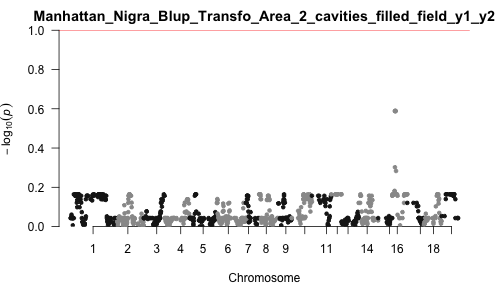 Manhattan_Nigra_Blup_Transfo_Area_2_cavities_filled_field_y1_y2
1.0
0.8
0.6
0.4
0.2
0.0
− log₁₀(p)
1 2 3 4 5 6 7 8 9 11 14 16 18
Chromosome